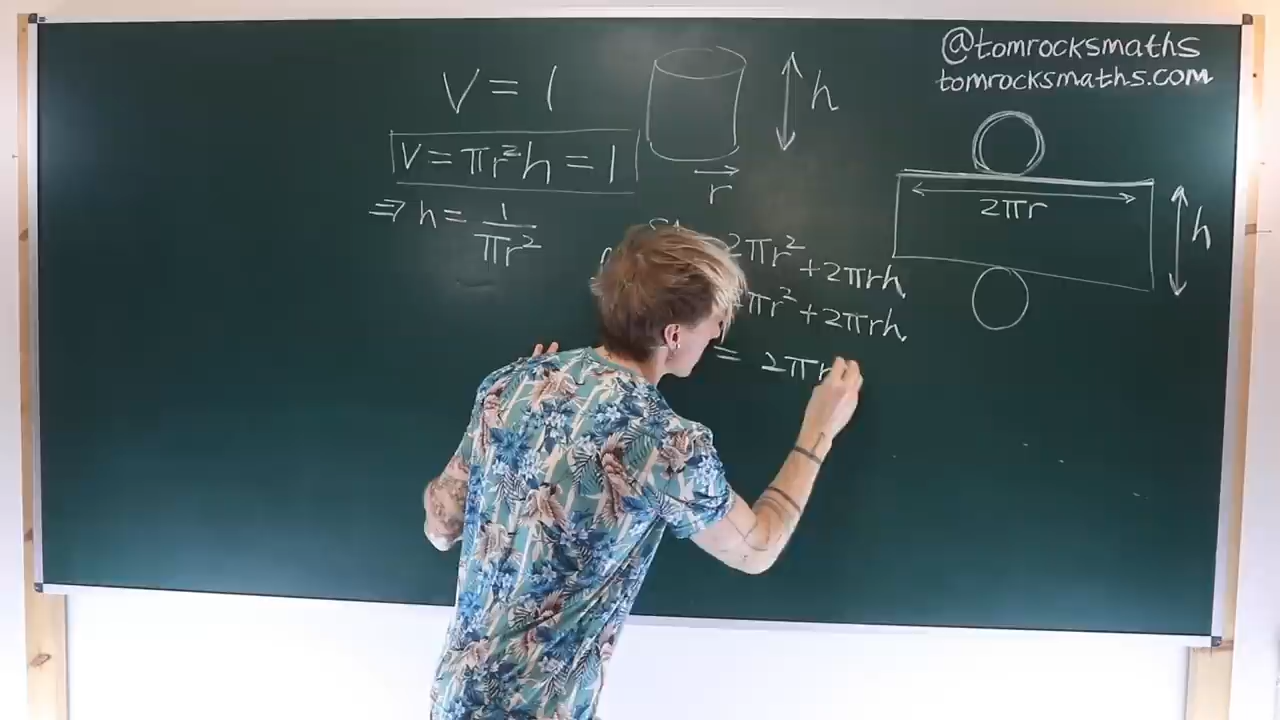 @tomrocksmaths
tomrocksmaths.com
V = 1
h
V = πr²h = 1
r
⇒ h = 1/πr²
2πr
h
2πr² + 2πrh
πr² + 2πrh
= 2πr